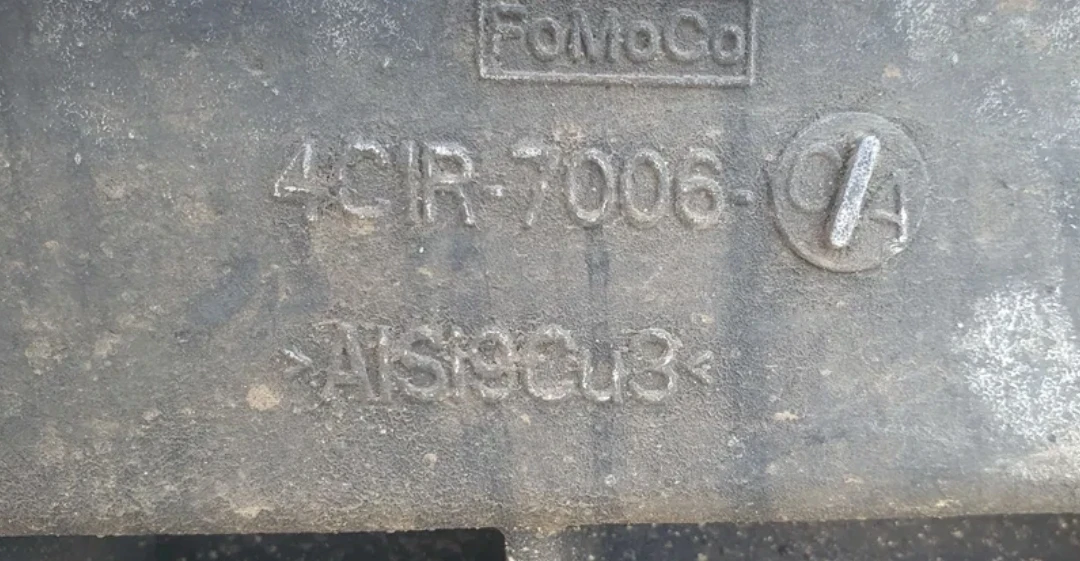 FoMoCo
4C1R-7006-
>AlSi9Cu3<